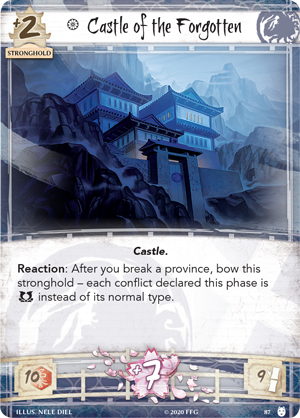 +2
STRONGHOLD
Castle of the Forgotten
Castle.
Reaction: After you break a province, bow this
stronghold – each conflict declared this phase is
instead of its normal type.
10
+7
9
ILLUS. NELE DIEL
© 2020 FFG
87